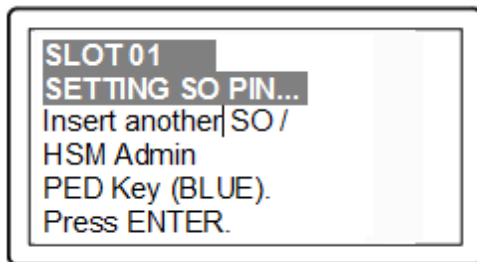 SLOT 01
SETTING SO PIN...
Insert another SO /
HSM Admin
PED Key (BLUE).
Press ENTER.